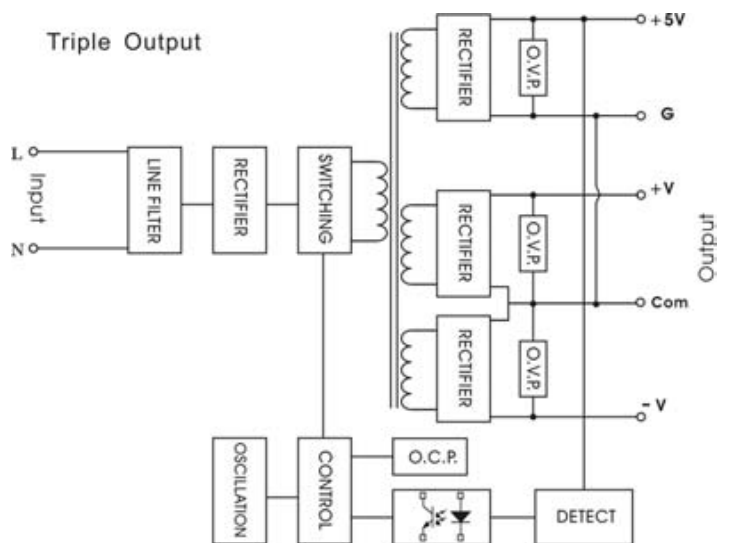 Triple Output
L
Input
N
LINE FILTER
RECTIFIER
SWITCHING
RECTIFIER
O.V.P.
+5V
G
RECTIFIER
O.V.P.
+V
Com
RECTIFIER
O.V.P.
- V
Output
OSCILLATION
CONTROL
O.C.P.
DETECT